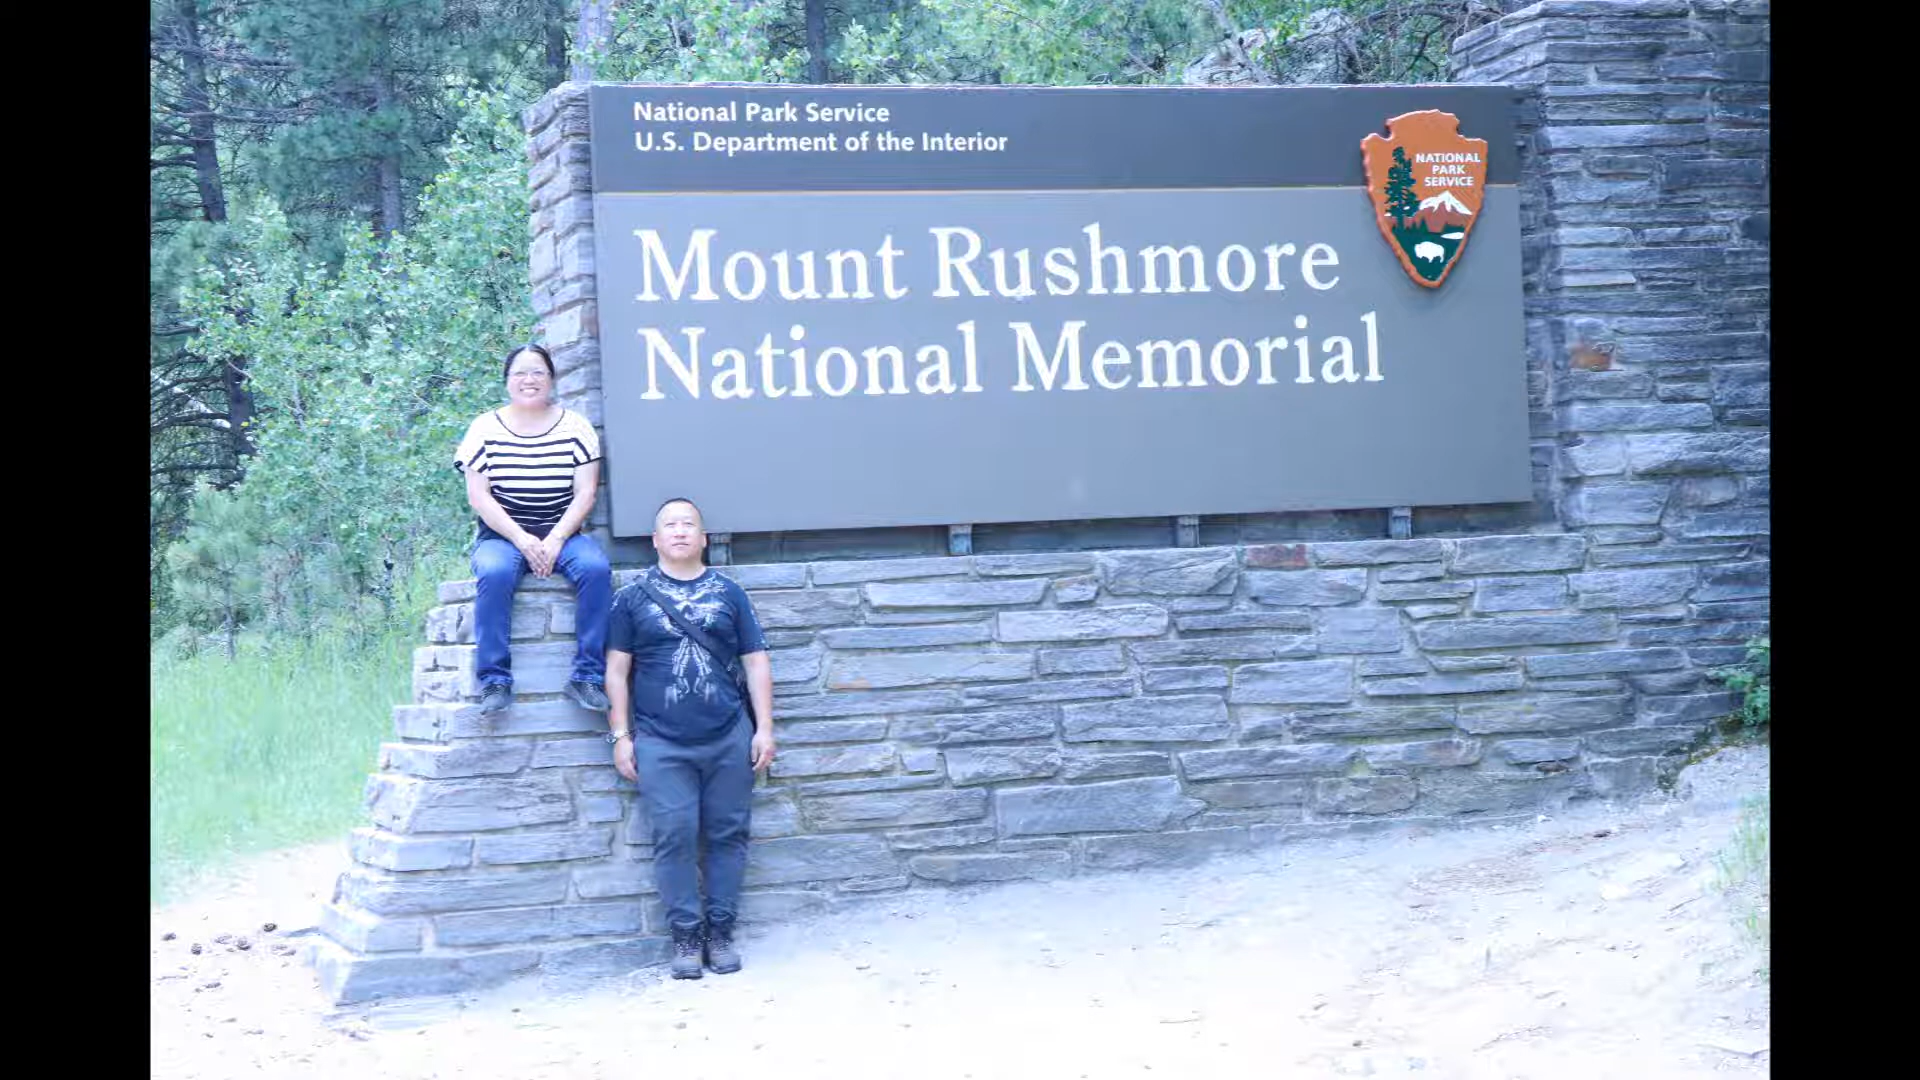 National Park Service
U.S. Department of the Interior
NATIONAL
PARK
SERVICE
Mount Rushmore
National Memorial